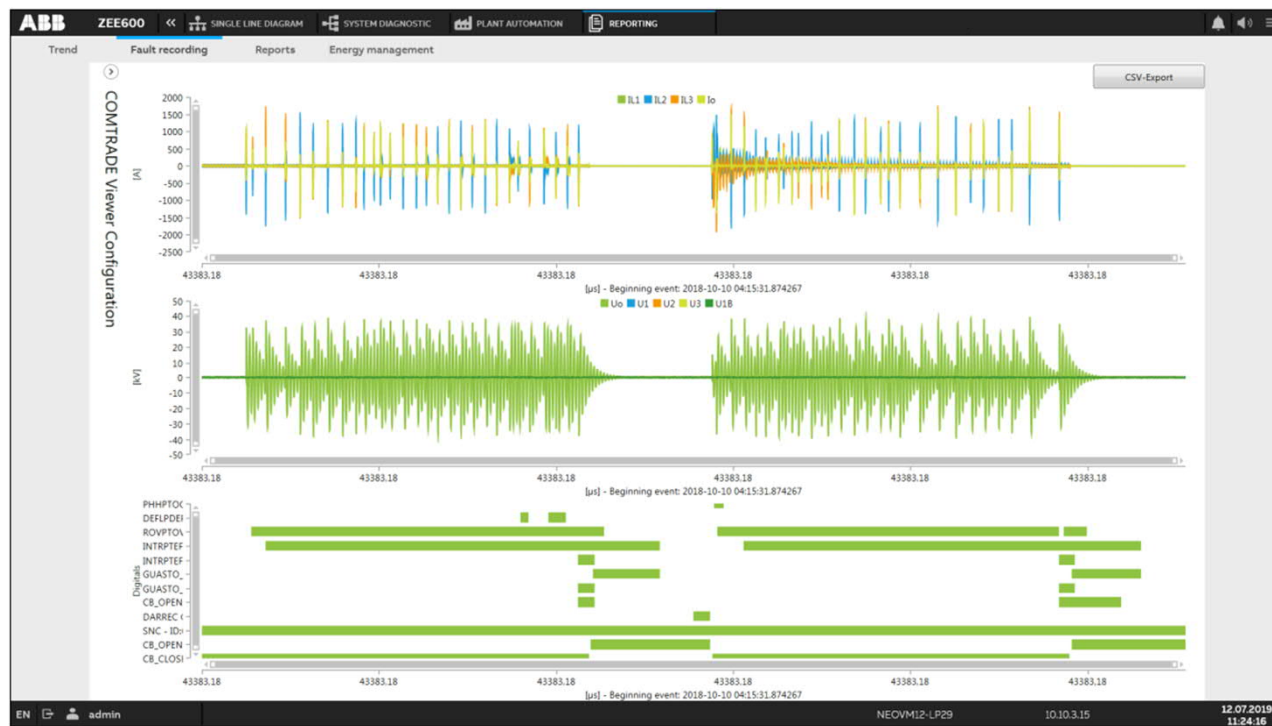 ABB ZEE600 « SINGLE LINE DIAGRAM SYSTEM DIAGNOSTIC PLANT AUTOMATION REPORTING
Trend Fault recording Reports Energy management
CSV-Export
COMTRADE Viewer Configuration
IL1 IL2 IL3 Io
2000
1500
1000
500
0
-500
-1000
-1500
-2000
-2500
[A]
43383.18 43383.18 43383.18 43383.18 43383.18 43383.18
[µs] - Beginning event: 2018-10-10 04:15:31.874267
Uo U1 U2 U3 U1B
50
40
30
20
10
0
-10
-20
-30
-40
-50
[kV]
43383.18 43383.18 43383.18 43383.18 43383.18 43383.18
[µs] - Beginning event: 2018-10-10 04:15:31.874267
Digitals
PHHPTO(
DEFLPDEF
ROVPTOV
INTRPTEF
INTRPTEF
GUASTO_
GUASTO_
CB_OPEN
DARREC
SNC - ID:
CB_OPEN
CB_CLOSI
43383.18 43383.18 43383.18 43383.18 43383.18 43383.18
[µs] - Beginning event: 2018-10-10 04:15:31.874267
EN admin NEOVM12-LP29 10.10.3.15 12.07.2019
11:24:16